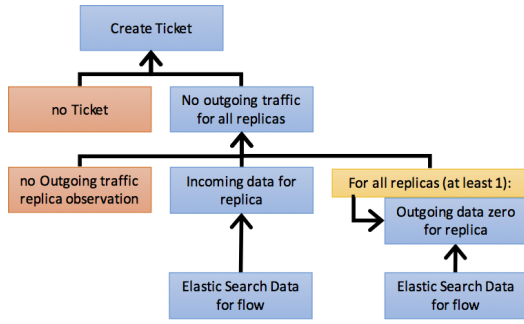 Create Ticket
no Ticket
No outgoing traffic
for all replicas
no Outgoing traffic
replica observation
Incoming data for
replica
For all replicas (at least 1):
Outgoing data zero
for replica
Elastic Search Data
for flow
Elastic Search Data
for flow